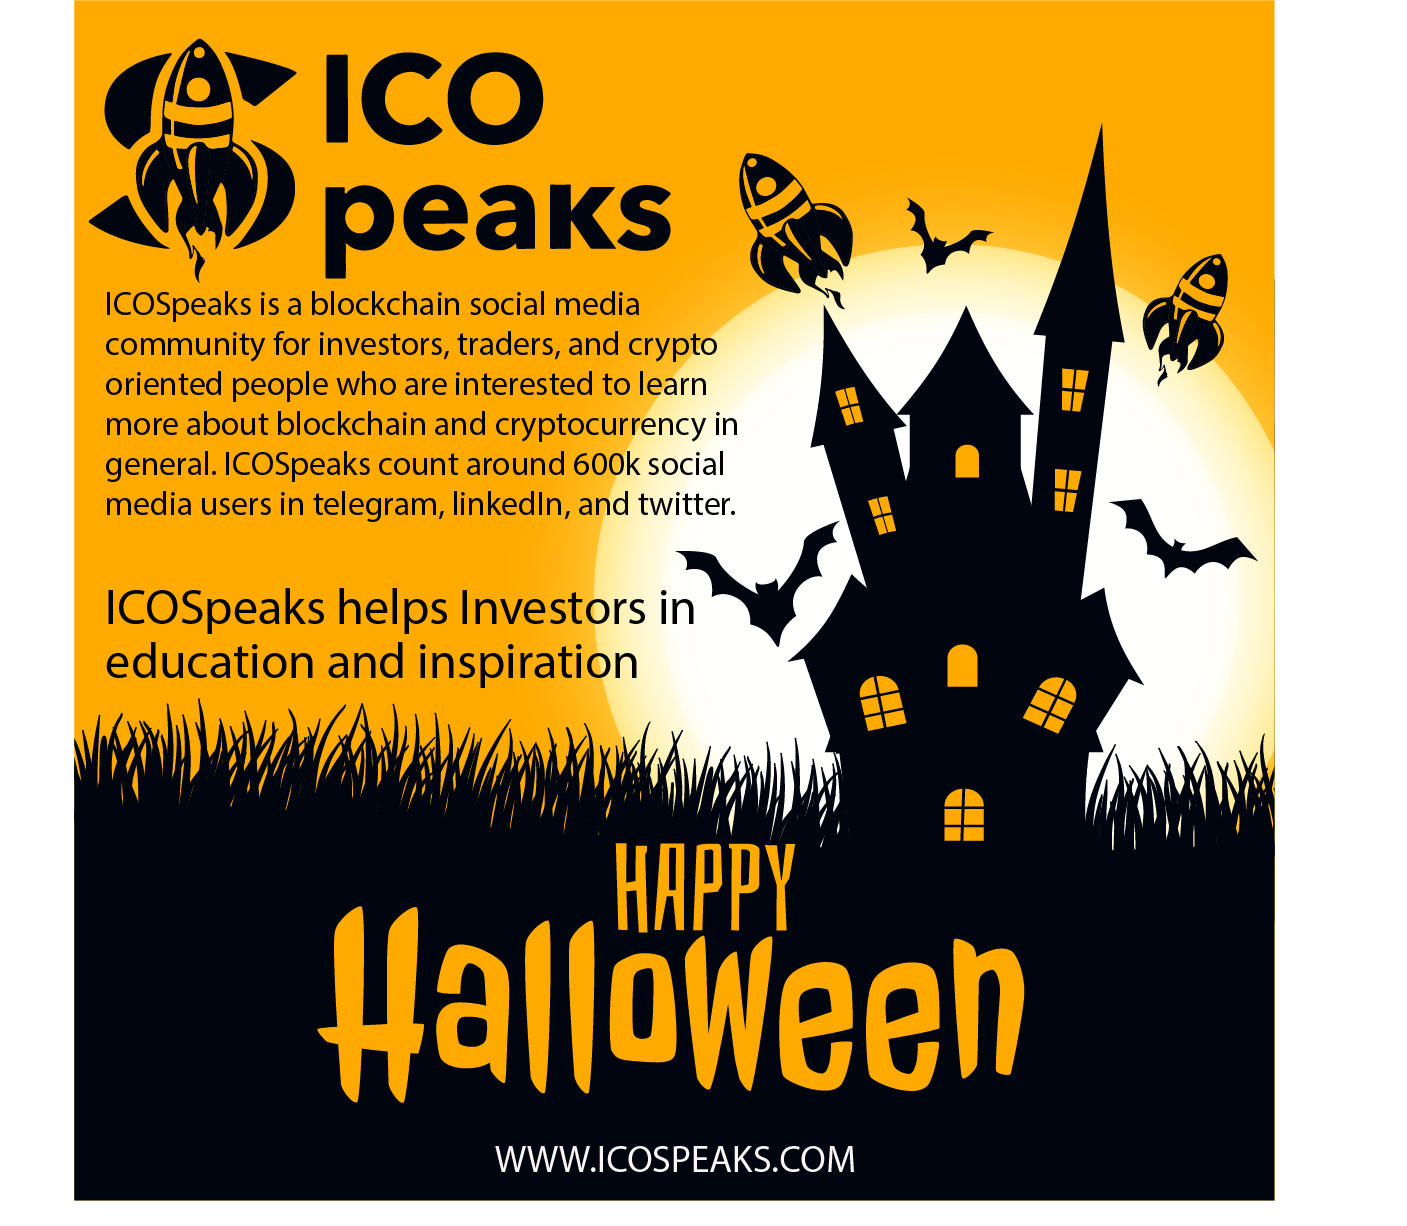 ICO
peaks
ICOSpeaks is a blockchain social media
community for investors, traders, and crypto
oriented people who are interested to learn
more about blockchain and cryptocurrency in
general. ICOSpeaks count around 600k social
media users in telegram, linkedIn, and twitter.
ICOSpeaks helps Investors in
education and inspiration
HAPPY
Halloween
WWW.ICOSPEAKS.COM